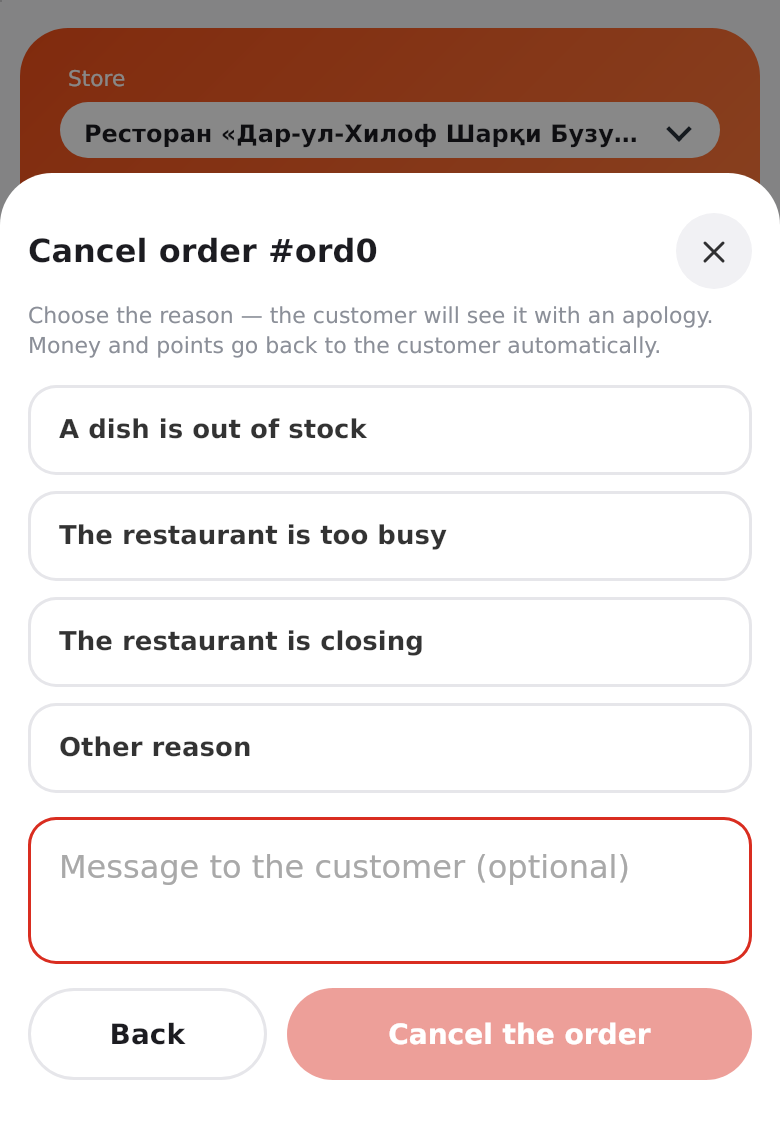 Store
Ресторан «Дар-ул-Хилоф Шарқи Бузу...
Cancel order #ord0
Choose the reason — the customer will see it with an apology.
Money and points go back to the customer automatically.
A dish is out of stock
The restaurant is too busy
The restaurant is closing
Other reason
Message to the customer (optional)
Back
Cancel the order